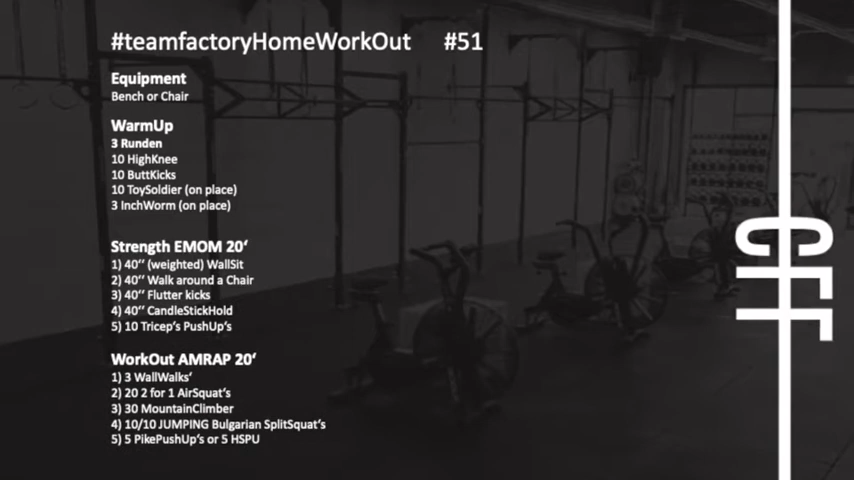 #teamfactoryHomeWorkOut #51
Equipment
Bench or Chair
WarmUp
3 Runden
10 HighKnee
10 ButtKicks
10 ToySoldier (on place)
3 InchWorm (on place)
Strength EMOM 20‘
1) 40‘‘ (weighted) WallSit
2) 40‘‘ Walk around a Chair
3) 40‘‘ Flutter kicks
4) 40‘‘ CandleStickHold
5) 10 Tricep‘s PushUp‘s
WorkOut AMRAP 20‘
1) 3 WallWalks‘
2) 20 2 for 1 AirSquat‘s
3) 30 MountainClimber
4) 10/10 JUMPING Bulgarian SplitSquat‘s
5) 5 PikePushUp‘s or 5 HSPU
CFF